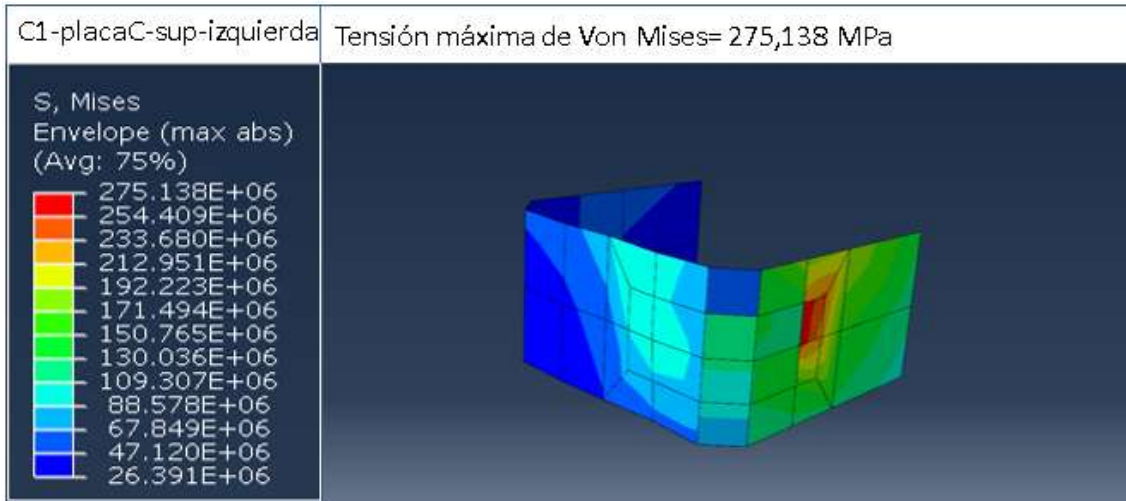 C1-placaC-sup-izquierda
Tensión máxima de Von Mises= 275,138 MPa
S, Mises
Envelope (max abs)
(Avg: 75%)
275.138E+06
254.409E+06
233.680E+06
212.951E+06
192.223E+06
171.494E+06
150.765E+06
130.036E+06
109.307E+06
88.578E+06
67.849E+06
47.120E+06
26.391E+06